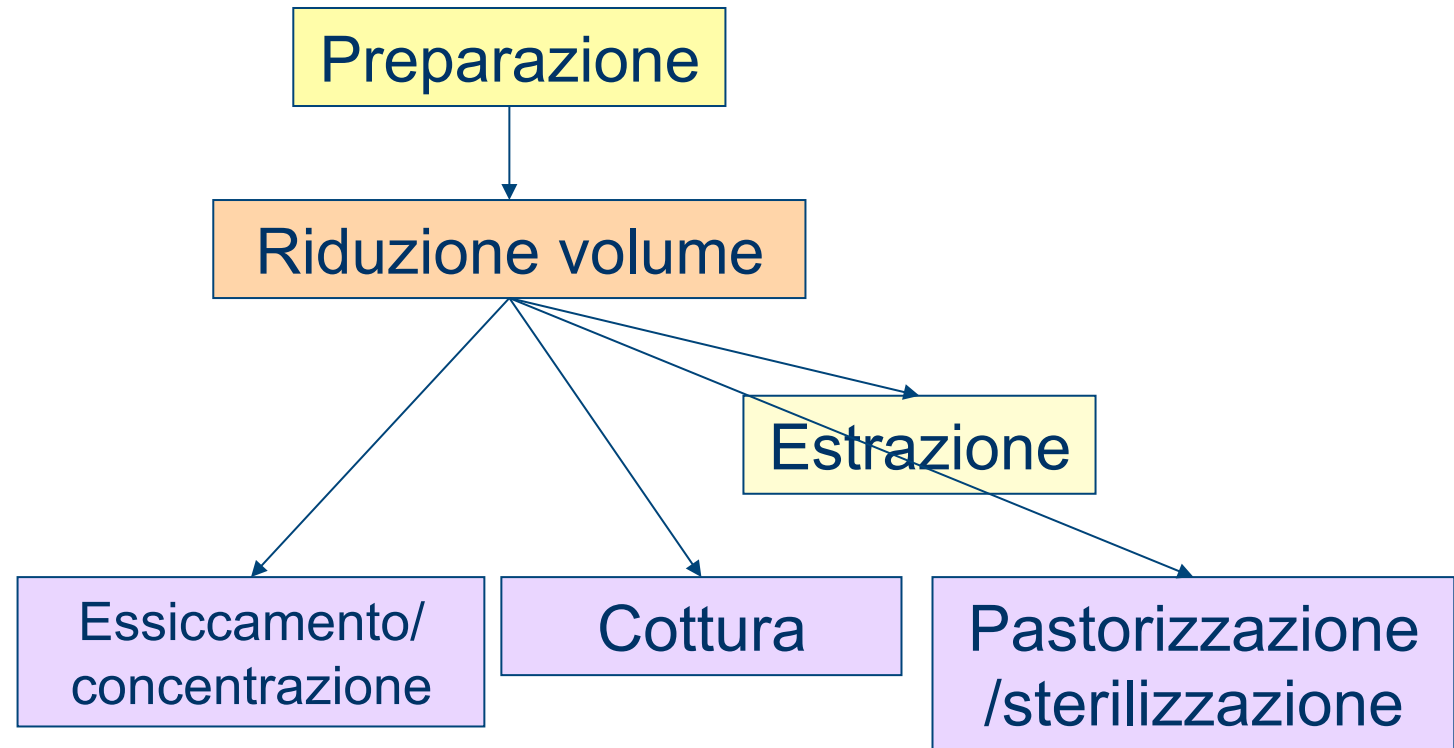 Preparazione
Riduzione volume
Estrazione
Essiccamento/
concentrazione
Cottura
Pastorizzazione
/sterilizzazione